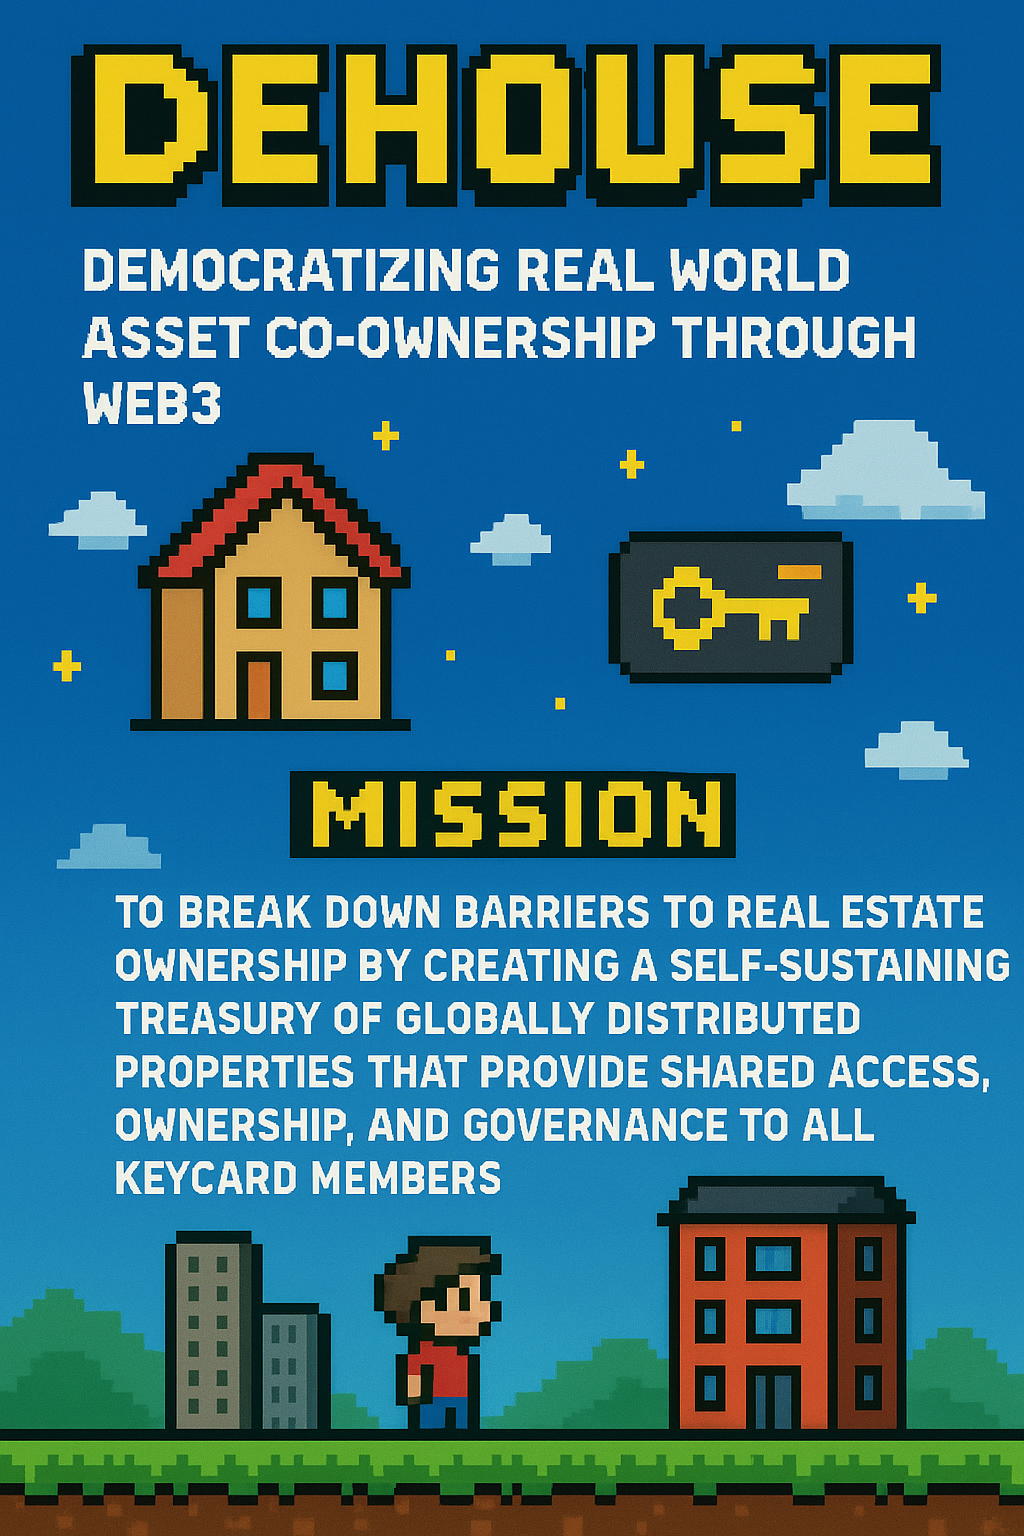 DEHOUSE
DEMOCRATIZING REAL WORLD
ASSET CO-OWNERSHIP THROUGH
WEB3
MISSION
TO BREAK DOWN BARRIERS TO REAL ESTATE
OWNERSHIP BY CREATING A SELF-SUSTAINING
TREASURY OF GLOBALLY DISTRIBUTED
PROPERTIES THAT PROVIDE SHARED ACCESS,
OWNERSHIP, AND GOVERNANCE TO ALL
KEYCARD MEMBERS